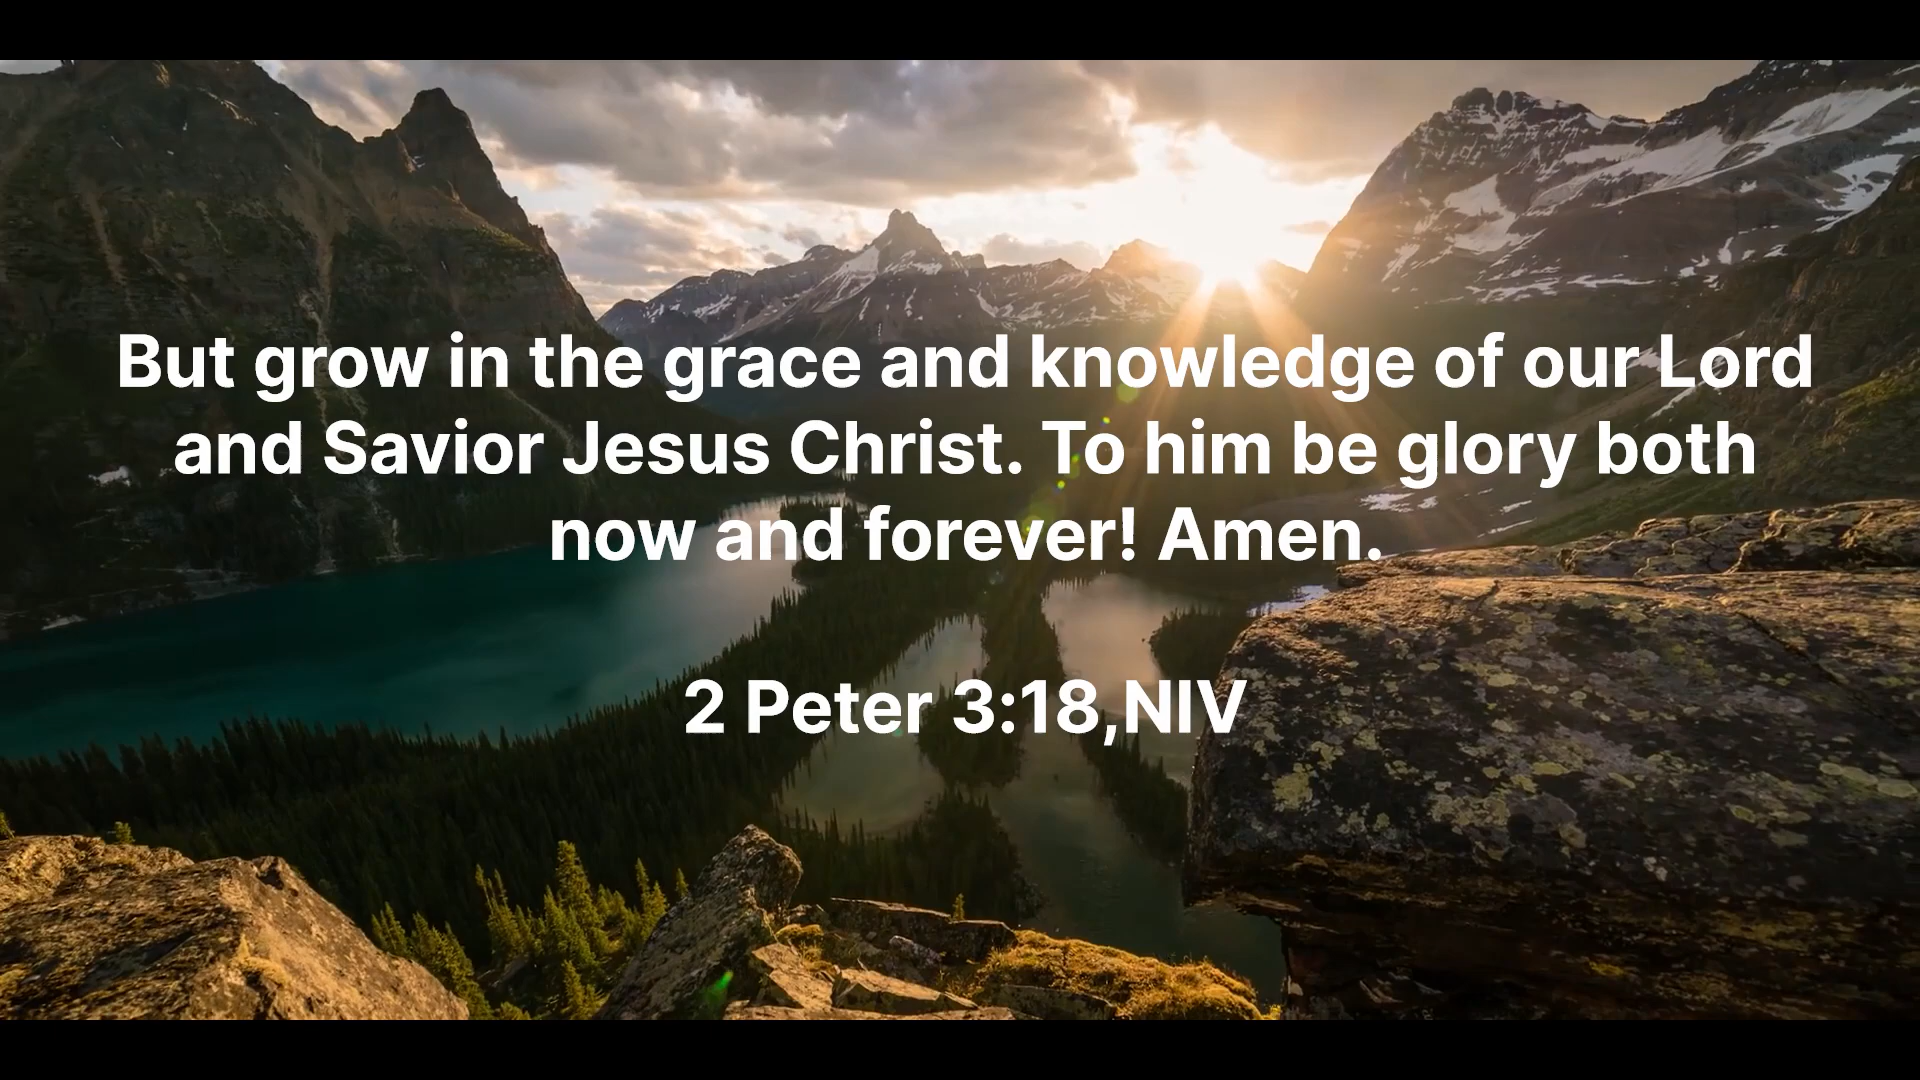 But grow in the grace and knowledge of our Lord
and Savior Jesus Christ. To him be glory both
now and forever! Amen.
2 Peter 3:18,NIV